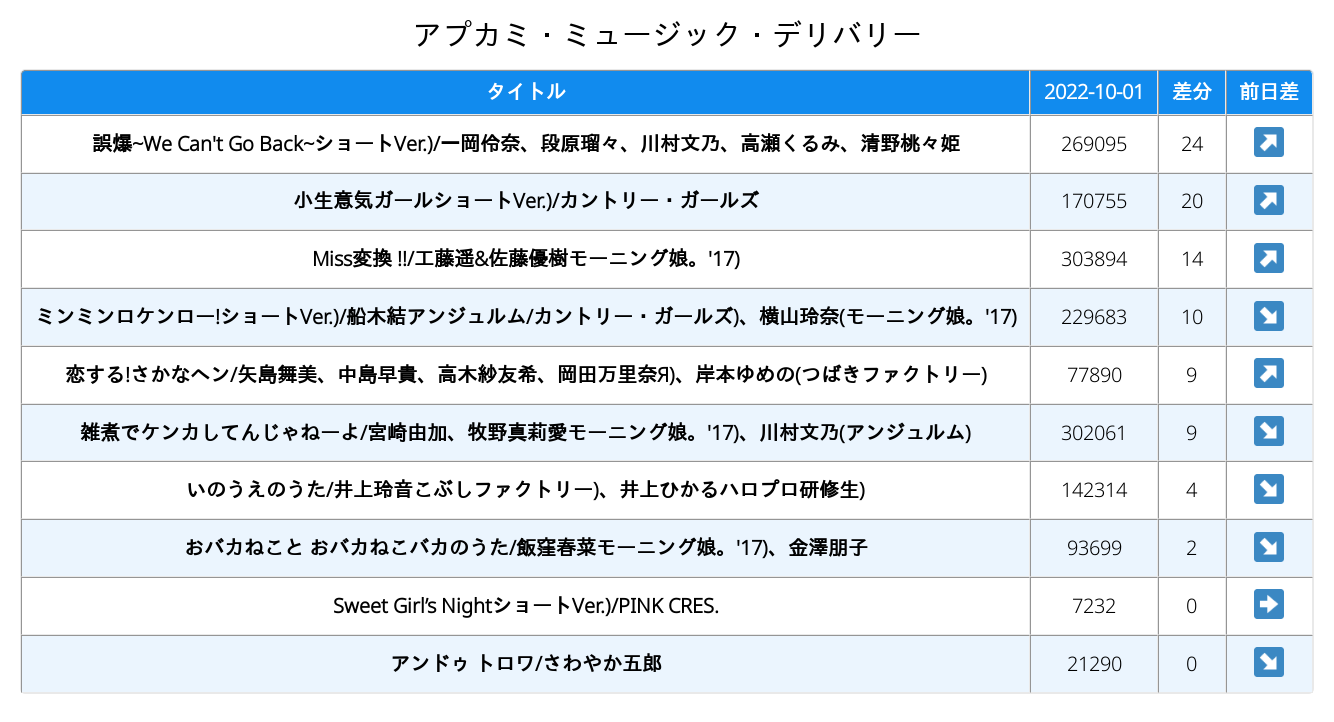 アプカミ・ミュージック・デリバリー
タイトル 2022-10-01 差分 前日差
誤爆~We Can't Go Back~ショートVer.)/一岡伶奈、段原瑠々、川村文乃、高瀬くるみ、清野桃々姫 269095 24
小生意気ガールショートVer.)/カントリー・ガールズ 170755 20
Miss変換 !!/工藤遥&佐藤優樹モーニング娘。'17) 303894 14
ミンミンロケンロー!ショートVer.)/船木結アンジュルム/カントリー・ガールズ)、横山玲奈(モーニング娘。'17) 229683 10
恋する!さかなヘン/矢島舞美、中島早貴、高木紗友希、岡田万里奈Я)、岸本ゆめの(つばきファクトリー) 77890 9
雑煮でケンカしてんじゃねーよ/宮崎由加、牧野真莉愛モーニング娘。'17)、川村文乃(アンジュルム) 302061 9
いのうえのうた/井上玲音こぶしファクトリー)、井上ひかるハロプロ研修生) 142314 4
おバカねこと おバカねこバカのうた/飯窪春菜モーニング娘。'17)、金澤朋子 93699 2
Sweet Girl’s NightショートVer.)/PINK CRES. 7232 0
アンドゥ トロワ/さわやか五郎 21290 0